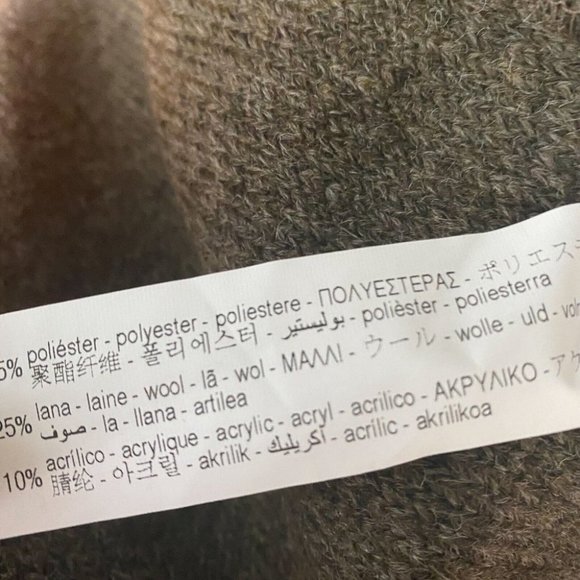 5% poliéster - polyester - poliestere - ΠΟΛΥΕΣΤΕΡΑΣ - ポリエステ
聚酯纤维 - 폴리에스터 - بوليستير - polièster - poliesterra
25% lana - laine - wool - lã - wol - ΜΑΛΛΙ - ウール - wolle - uld -
صوف - la - llana - artilea
10% acrílico - acrylique - acrylic - acryl - acrilico - ΑΚΡΥΛΙΚΟ - アク
腈纶 - 아크릴 - akrilik - أكريليك - acrílic - akrilikoa